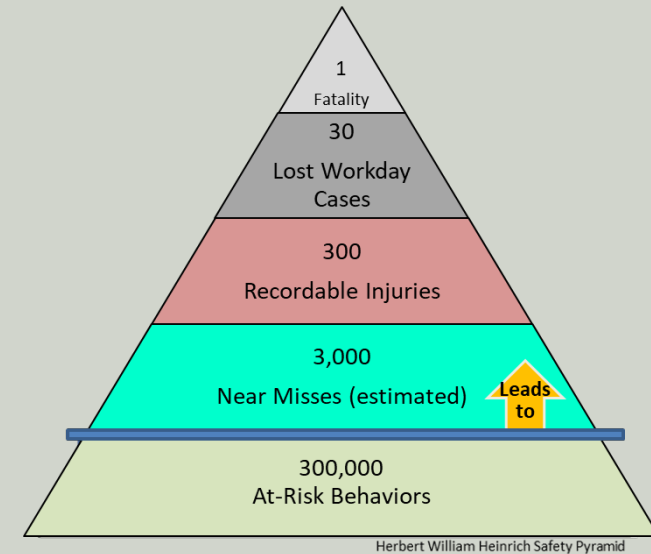 1
Fatality
30
Lost Workday
Cases
300
Recordable Injuries
3,000
Near Misses (estimated)
Leads
to
300,000
At-Risk Behaviors
Herbert William Heinrich Safety Pyramid